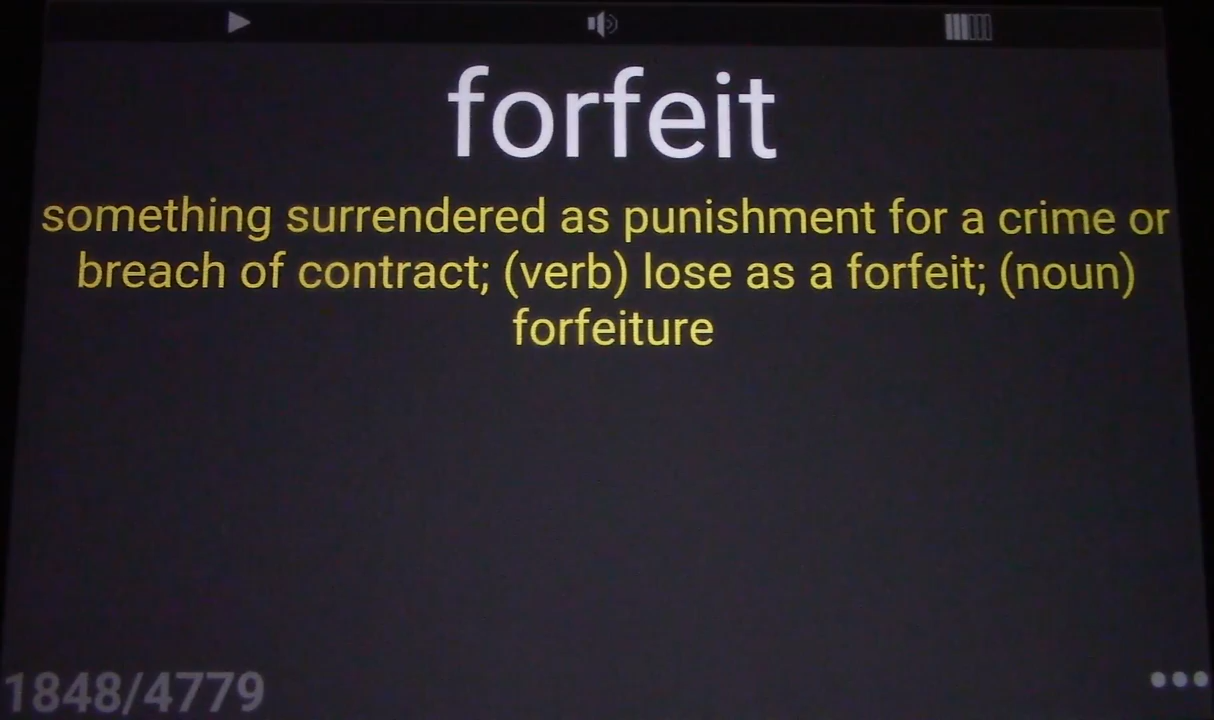 forfeit
something surrendered as punishment for a crime or
breach of contract; (verb) lose as a forfeit; (noun)
forfeiture
1848/4779